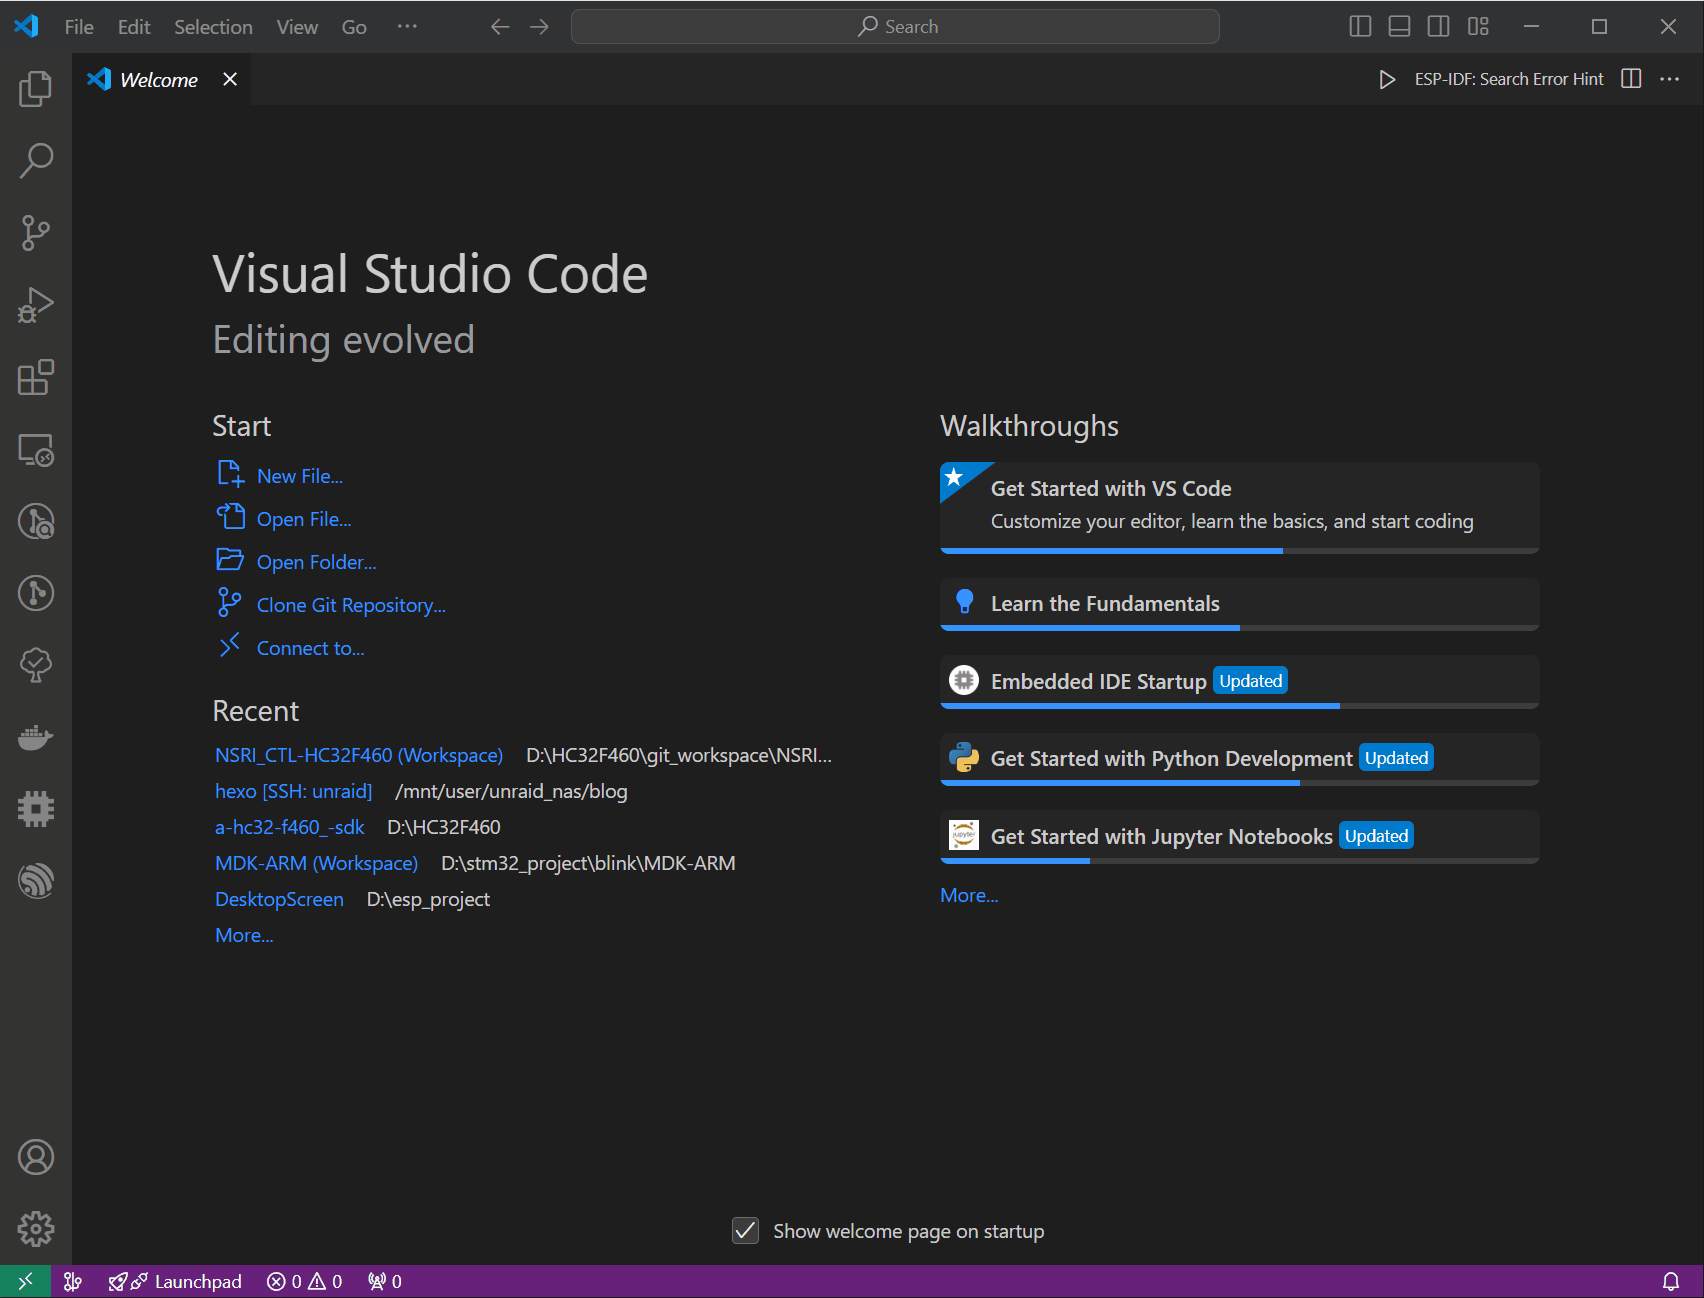 File Edit Selection View Go ··· Search
Welcome
ESP-IDF: Search Error Hint
Visual Studio Code
Editing evolved
Start
New File...
Open File...
Open Folder...
Clone Git Repository...
Connect to...
Recent
NSRI_CTL-HC32F460 (Workspace) D:\HC32F460\git_workspace\NSRI...
hexo [SSH: unraid] /mnt/user/unraid_nas/blog
a-hc32-f460_-sdk D:\HC32F460
MDK-ARM (Workspace) D:\stm32_project\blink\MDK-ARM
DesktopScreen D:\esp_project
More...
Walkthroughs
Get Started with VS Code
Customize your editor, learn the basics, and start coding
Learn the Fundamentals
Embedded IDE Startup Updated
Get Started with Python Development Updated
jupyter
Get Started with Jupyter Notebooks Updated
More...
Show welcome page on startup
Launchpad 0 0 0